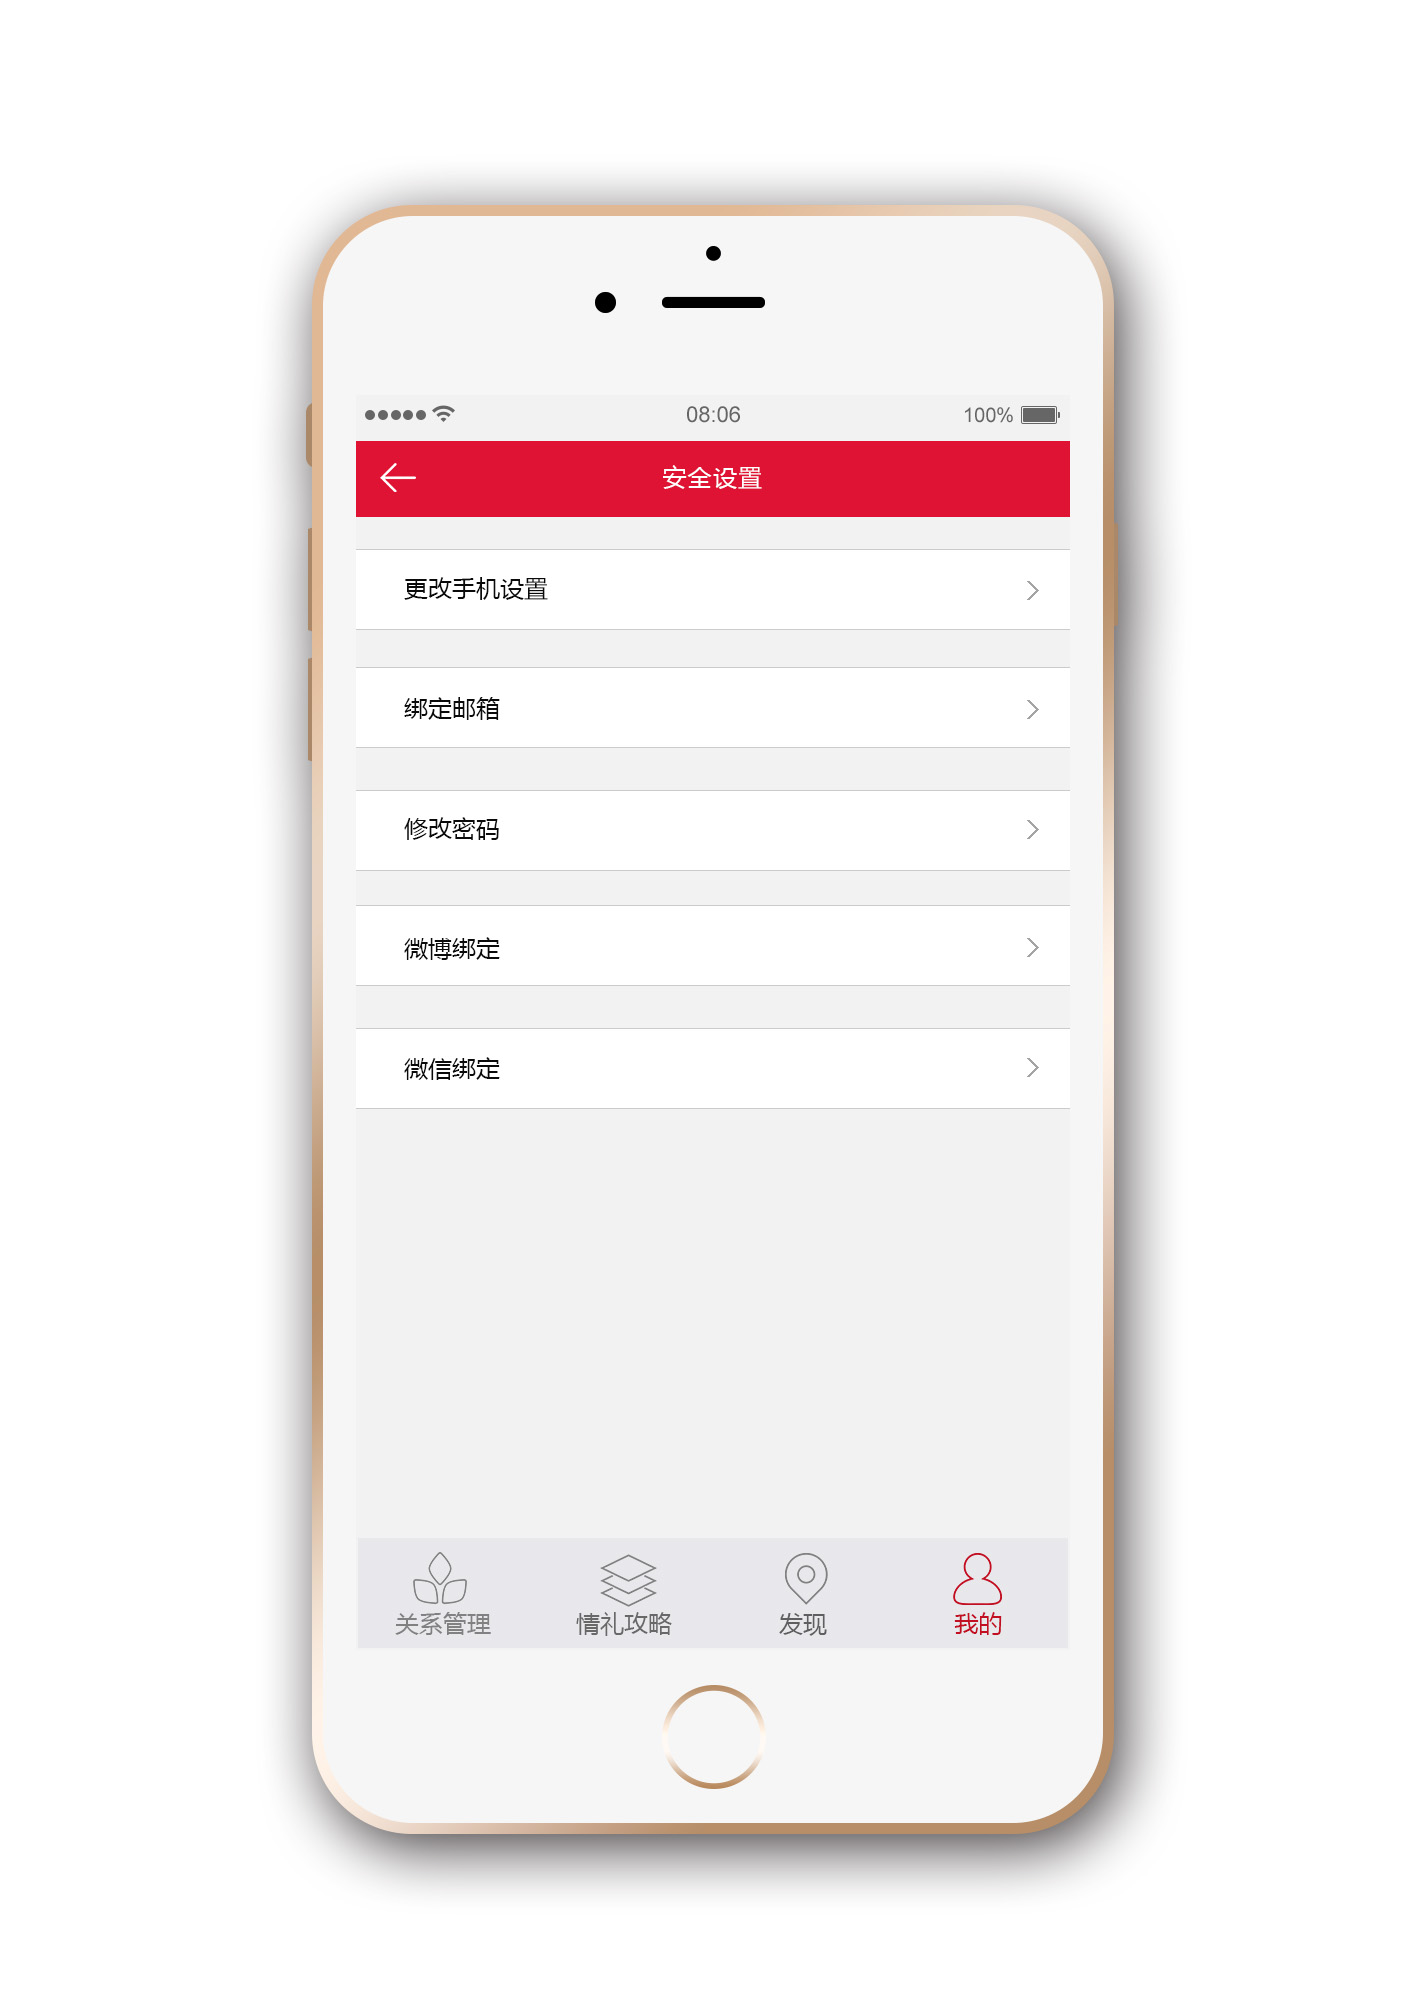 08:06
100%
安全设置
更改手机设置
绑定邮箱
修改密码
微博绑定
微信绑定
关系管理
情礼攻略
发现
我的